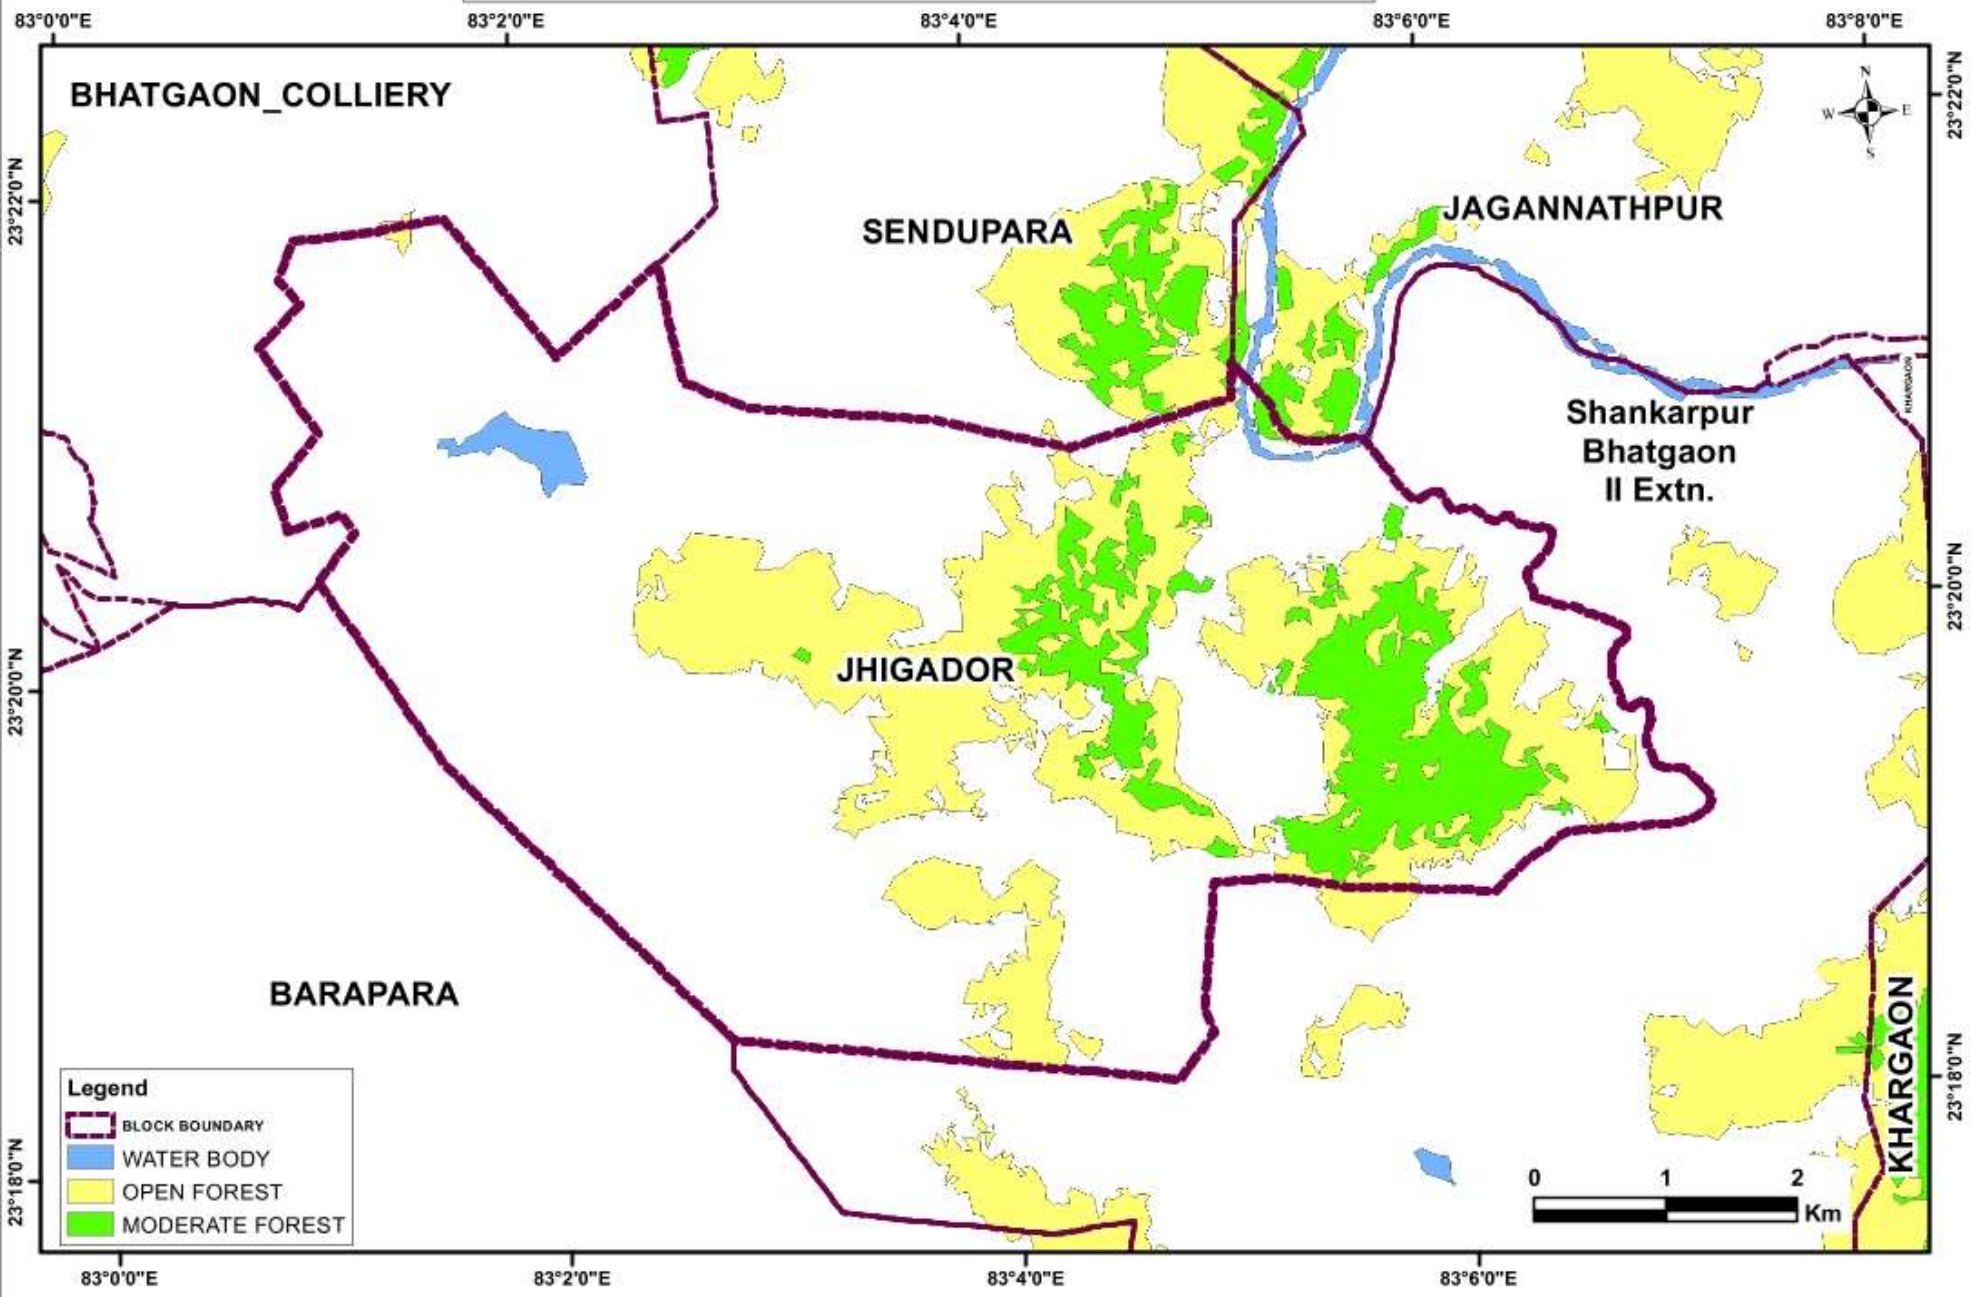 83°0'0"E
83°2'0"E
83°4'0"E
83°6'0"E
83°8'0"E
BHATGAON_COLLIERY
N
W
E
S
23°22'0"N
23°22'0"N
SENDUPARA
JAGANNATHPUR
KHARGAON
Shankarpur
Bhatgaon
II Extn.
23°20'0"N
23°20'0"N
JHIGADOR
BARAPARA
KHARGAON
23°18'0"N
23°18'0"N
Legend
BLOCK BOUNDARY
WATER BODY
OPEN FOREST
MODERATE FOREST
0
1
2
Km
83°0'0"E
83°2'0"E
83°4'0"E
83°6'0"E